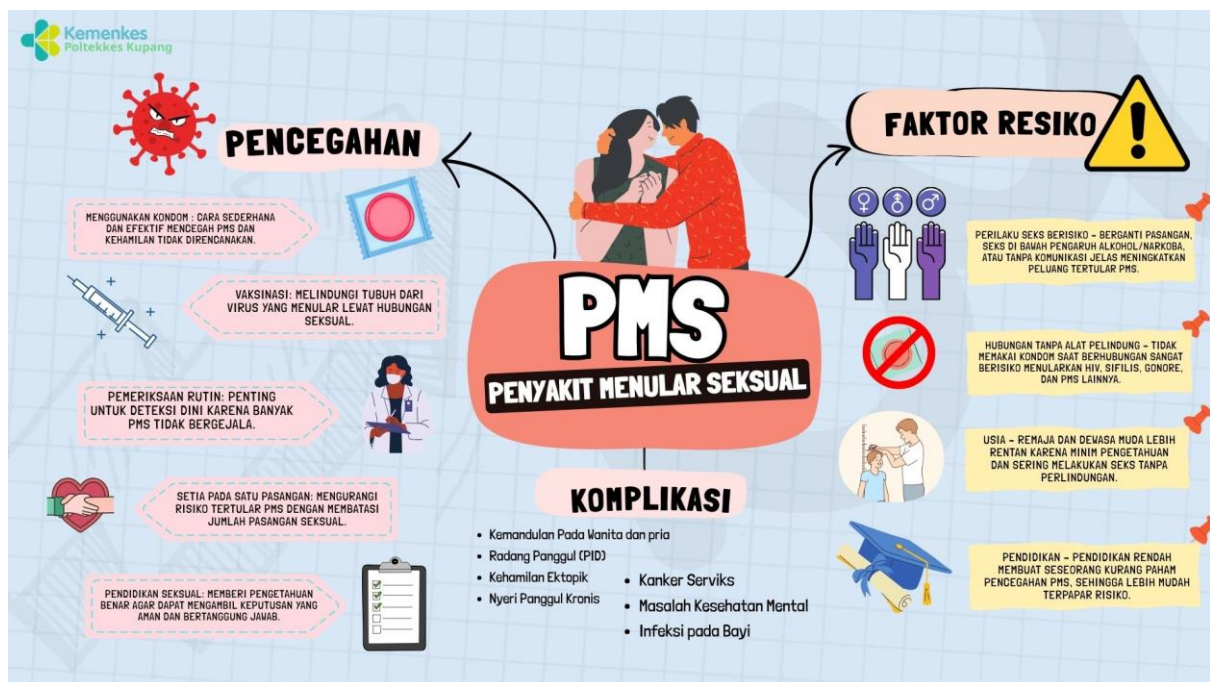 Kemenkes
Poltekkes Kupang
PENCEGAHAN
MENGGUNAKAN KONDOM : CARA SEDERHANA
DAN EFEKTIF MENCEGAH PMS DAN
KEHAMILAN TIDAK DIRENCANAKAN.
VAKSINASI: MELINDUNGI TUBUH DARI
VIRUS YANG MENULAR LEWAT HUBUNGAN
SEKSUAL.
PEMERIKSAAN RUTIN: PENTING
UNTUK DETEKSI DINI KARENA BANYAK
PMS TIDAK BERGEJALA.
SETIA PADA SATU PASANGAN: MENGURANGI
RISIKO TERTULAR PMS DENGAN MEMBATASI
JUMLAH PASANGAN SEKSUAL.
PENDIDIKAN SEKSUAL: MEMBERI PENGETAHUAN
BENAR AGAR DAPAT MENGAMBIL KEPUTUSAN YANG
AMAN DAN BERTANGGUNG JAWAB.
PMS
PENYAKIT MENULAR SEKSUAL
KOMPLIKASI
• Kemandulan Pada Wanita dan pria
• Radang Panggul (PID)
• Kehamilan Ektopik
• Nyeri Panggul Kronis
• Kanker Serviks
• Masalah Kesehatan Mental
• Infeksi pada Bayi
FAKTOR RESIKO
PERILAKU SEKS BERISIKO – BERGANTI PASANGAN,
SEKS DI BAWAH PENGARUH ALKOHOL/NARKOBA,
ATAU TANPA KOMUNIKASI JELAS MENINGKATKAN
PELUANG TERTULAR PMS.
HUBUNGAN TANPA ALAT PELINDUNG – TIDAK
MEMAKAI KONDOM SAAT BERHUBUNGAN SANGAT
BERISIKO MENULARKAN HIV, SIFILIS, GONORE,
DAN PMS LAINNYA.
USIA – REMAJA DAN DEWASA MUDA LEBIH
RENTAN KARENA MINIM PENGETAHUAN
DAN SERING MELAKUKAN SEKS TANPA
PERLINDUNGAN.
PENDIDIKAN – PENDIDIKAN RENDAH
MEMBUAT SESEORANG KURANG PAHAM
PENCEGAHAN PMS, SEHINGGA LEBIH MUDAH
TERPAPAR RISIKO.